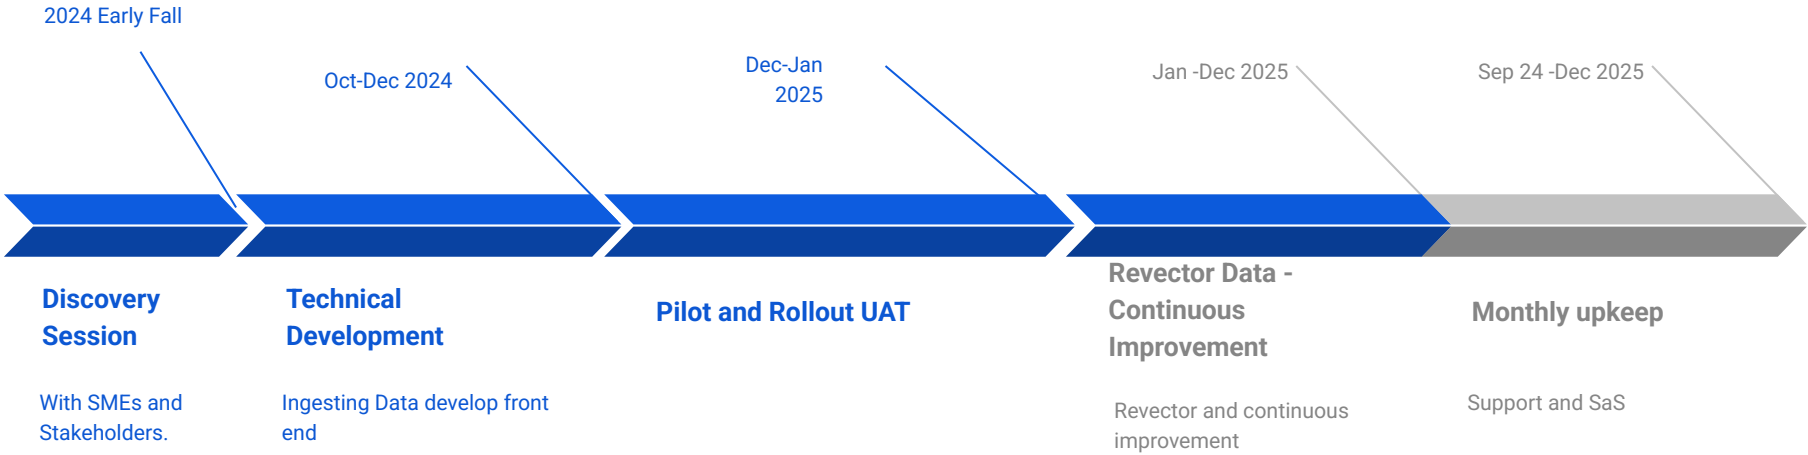 2024 Early Fall
Oct-Dec 2024
Dec-Jan
2025
Jan -Dec 2025
Sep 24 -Dec 2025
Discovery
Session
With SMEs and
Stakeholders.
Technical
Development
Ingesting Data develop front
end
Pilot and Rollout UAT
Revector Data -
Continuous
Improvement
Revector and continuous
improvement
Monthly upkeep
Support and SaS